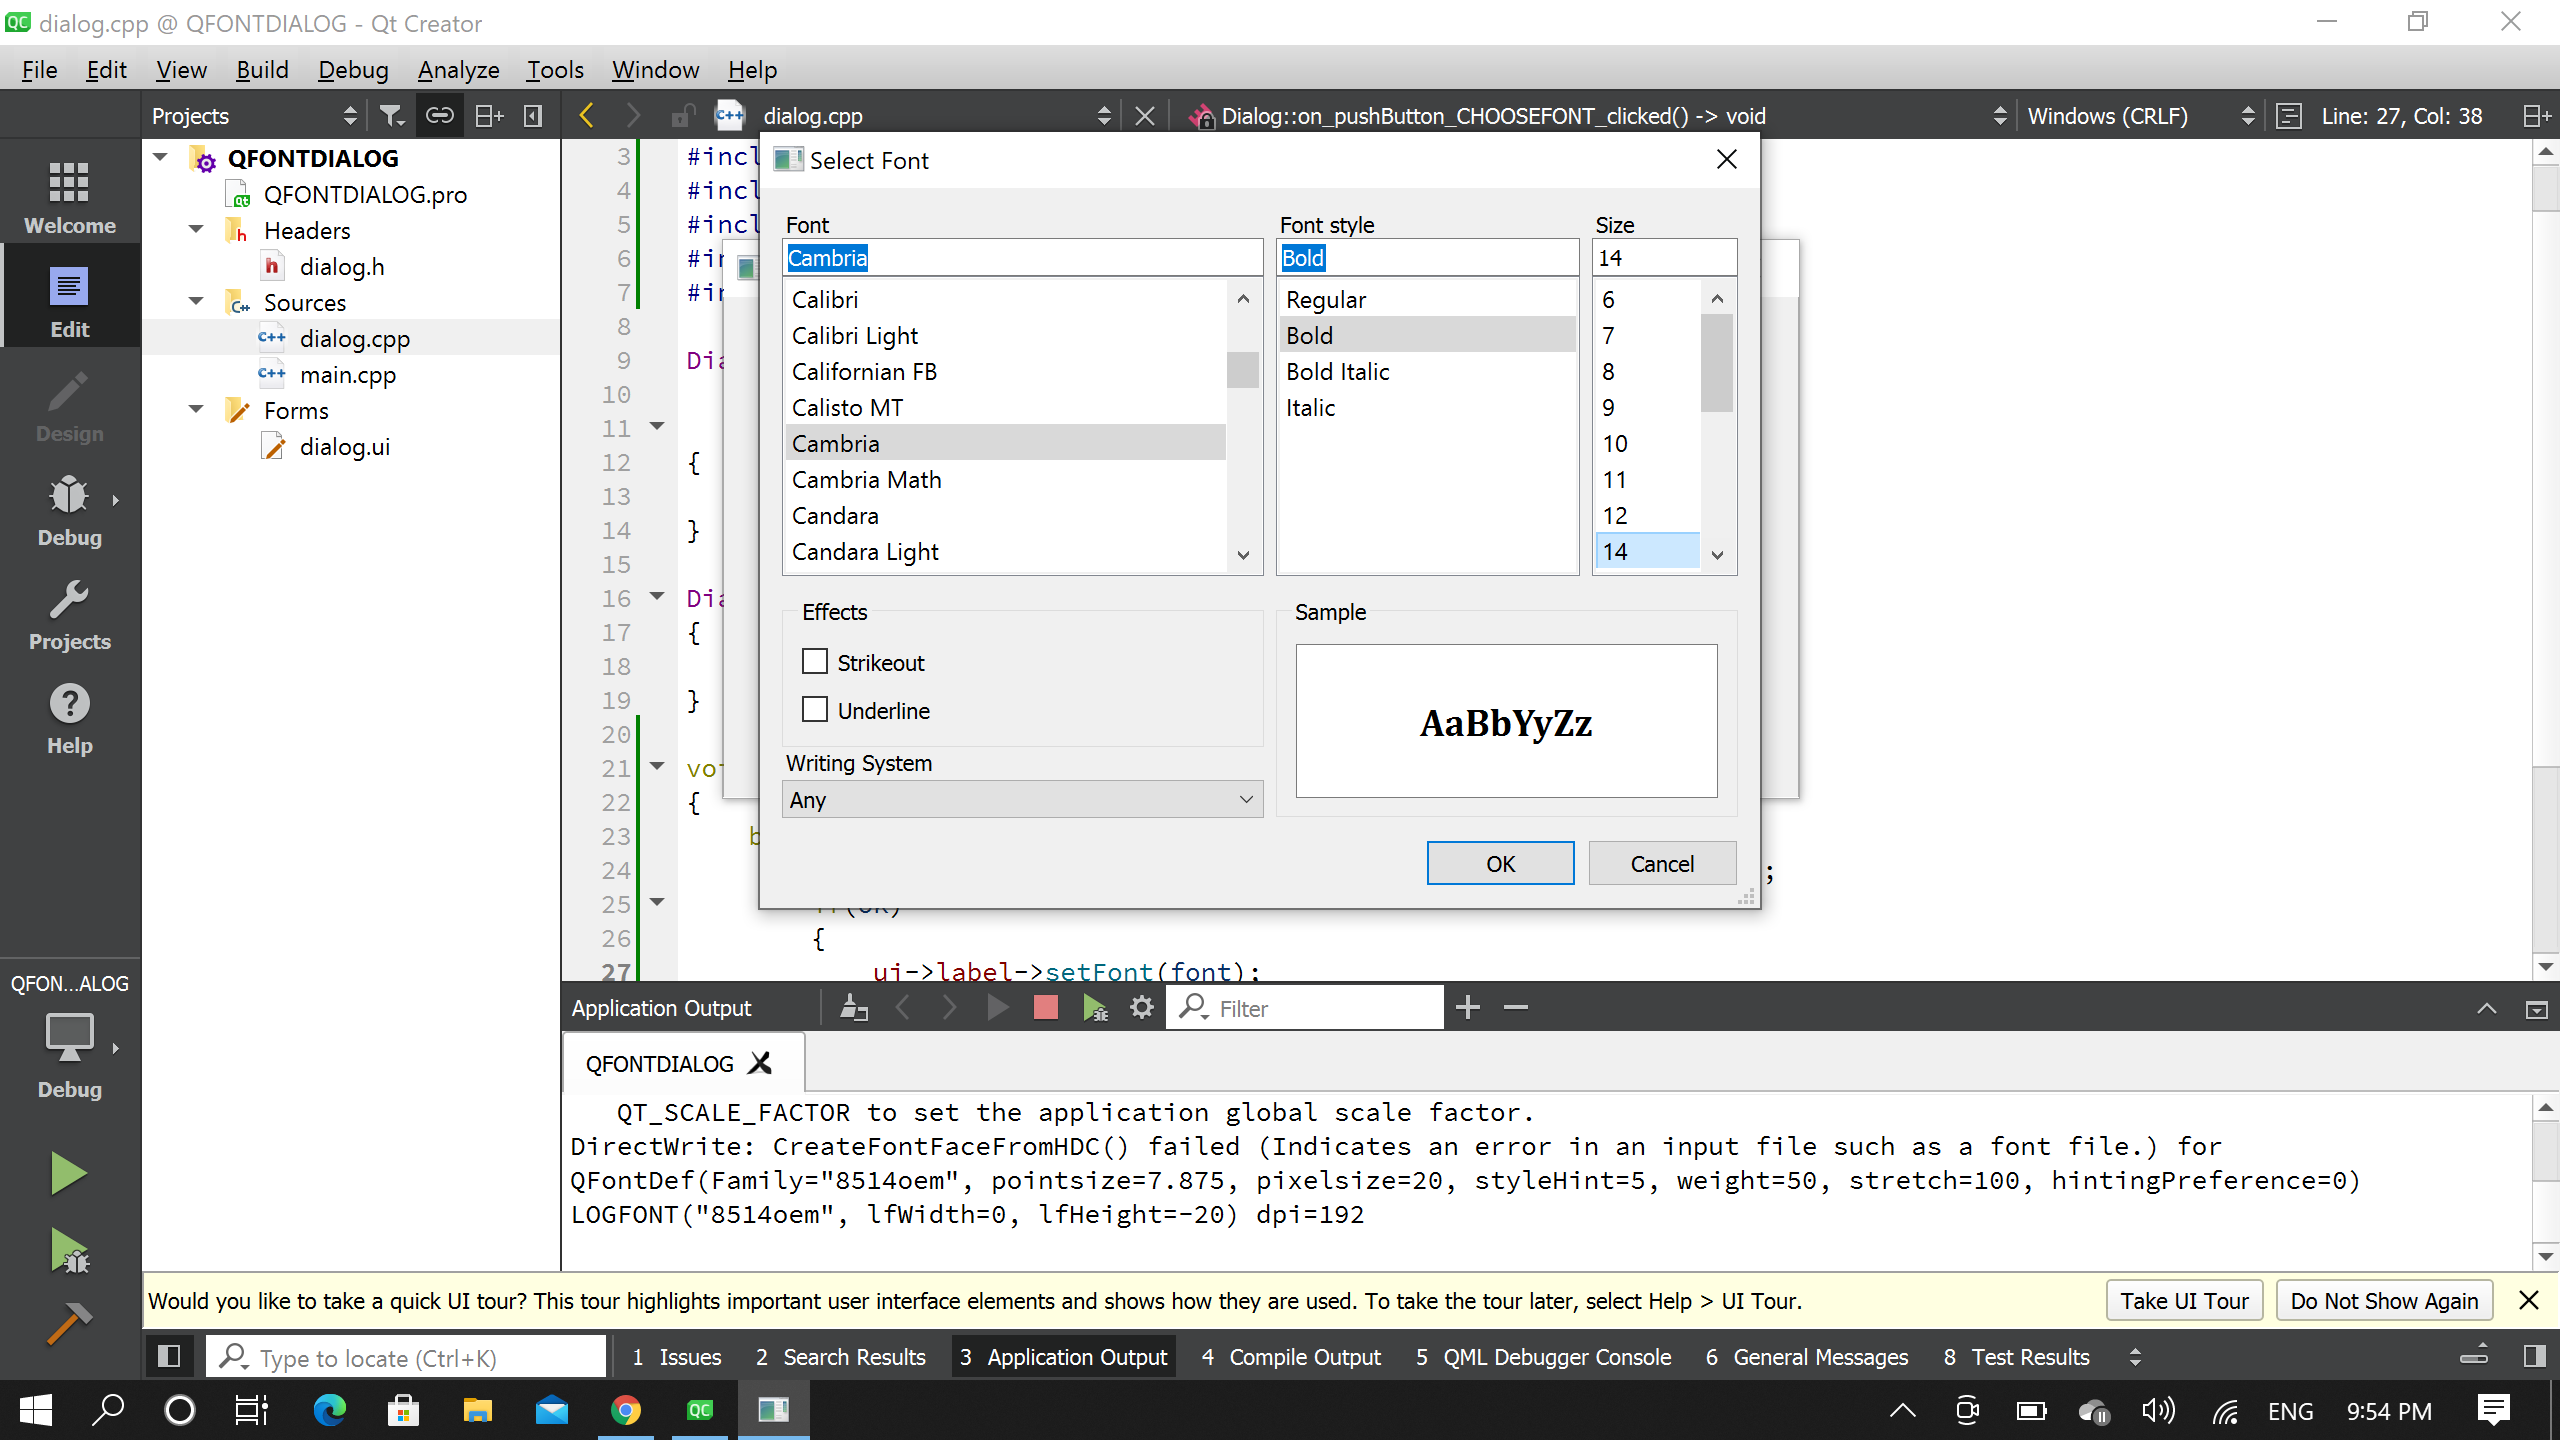 dialog.cpp @ QFONTDIALOG - Qt Creator
File Edit View Build Debug Analyze Tools Window Help
Projects dialog.cpp Dialog::on_pushButton_CHOOSEFONT_clicked() -> void Windows (CRLF) Line: 27, Col: 38
Welcome
Edit
Design
Debug
Projects
Help
QFON...ALOG
Debug
QFONTDIALOG
QFONTDIALOG.pro
Headers
dialog.h
Sources
dialog.cpp
main.cpp
Forms
dialog.ui
3 #incl
4 #incl
5 #incl
6 #in
7 #in
8
9 Dia
10
11
12 {
13
14 }
15
16 Dia
17 {
18
19 }
20
21 voi
22 {
23 b
24 ;
25 if(ok)
26 {
27 ui->label->setFont(font);
Select Font
Font Font style Size
Cambria Bold 14
Calibri Regular 6
Calibri Light Bold 7
Californian FB Bold Italic 8
Calisto MT Italic 9
Cambria 10
Cambria Math 11
Candara 12
Candara Light 14
Effects Sample
Strikeout
Underline
AaBbYyZz
Writing System
Any
OK Cancel
Application Output Filter
QFONTDIALOG
QT_SCALE_FACTOR to set the application global scale factor.
DirectWrite: CreateFontFaceFromHDC() failed (Indicates an error in an input file such as a font file.) for
QFontDef(Family="8514oem", pointsize=7.875, pixelsize=20, styleHint=5, weight=50, stretch=100, hintingPreference=0)
LOGFONT("8514oem", lfWidth=0, lfHeight=-20) dpi=192
Would you like to take a quick UI tour? This tour highlights important user interface elements and shows how they are used. To take the tour later, select Help > UI Tour. Take UI Tour Do Not Show Again
Type to locate (Ctrl+K) 1 Issues 2 Search Results 3 Application Output 4 Compile Output 5 QML Debugger Console 6 General Messages 8 Test Results
ENG 9:54 PM